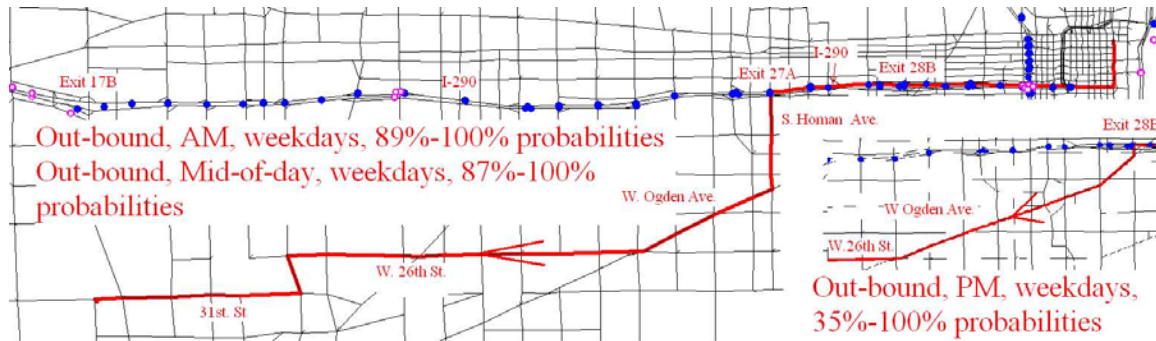 Exit 17B
I-290
Exit 27A
I-290
Exit 28B
S. Homan Ave.
Out-bound, AM, weekdays, 89%-100% probabilities
Out-bound, Mid-of-day, weekdays, 87%-100%
probabilities
W. Ogden Ave.
W. 26th St.
31st. St
Exit 28B
W Ogden Ave.
W. 26th St.
Out-bound, PM, weekdays,
35%-100% probabilities